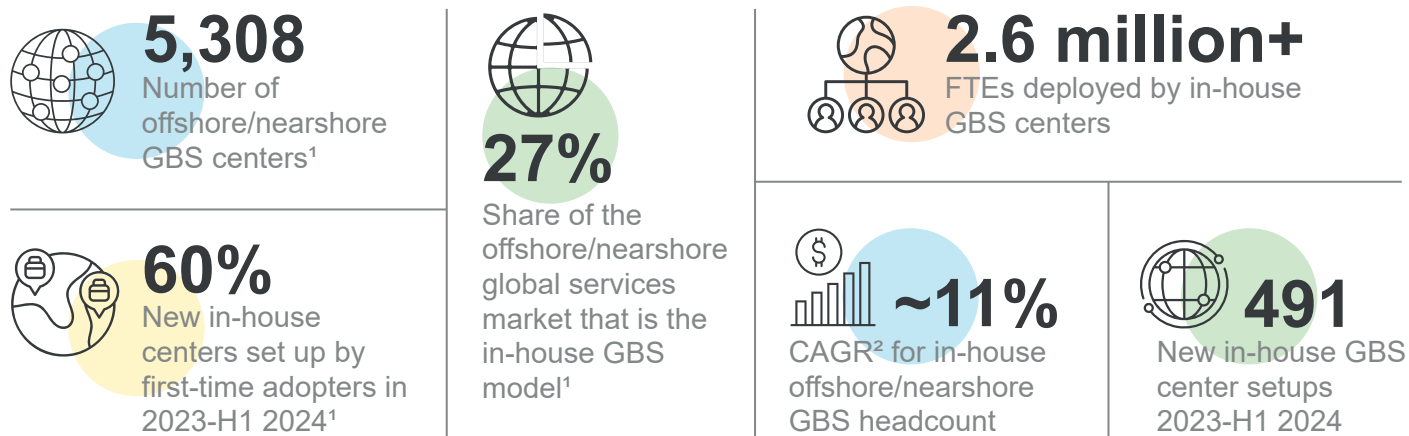 5,308
Number of
offshore/nearshore
GBS centers¹
60%
New in-house
centers set up by
first-time adopters in
2023-H1 2024¹
27%
Share of the
offshore/nearshore
global services
market that is the
in-house GBS
model¹
2.6 million+
FTEs deployed by in-house
GBS centers
$
~11%
CAGR² for in-house
offshore/nearshore
GBS headcount
491
New in-house GBS
center setups
2023-H1 2024